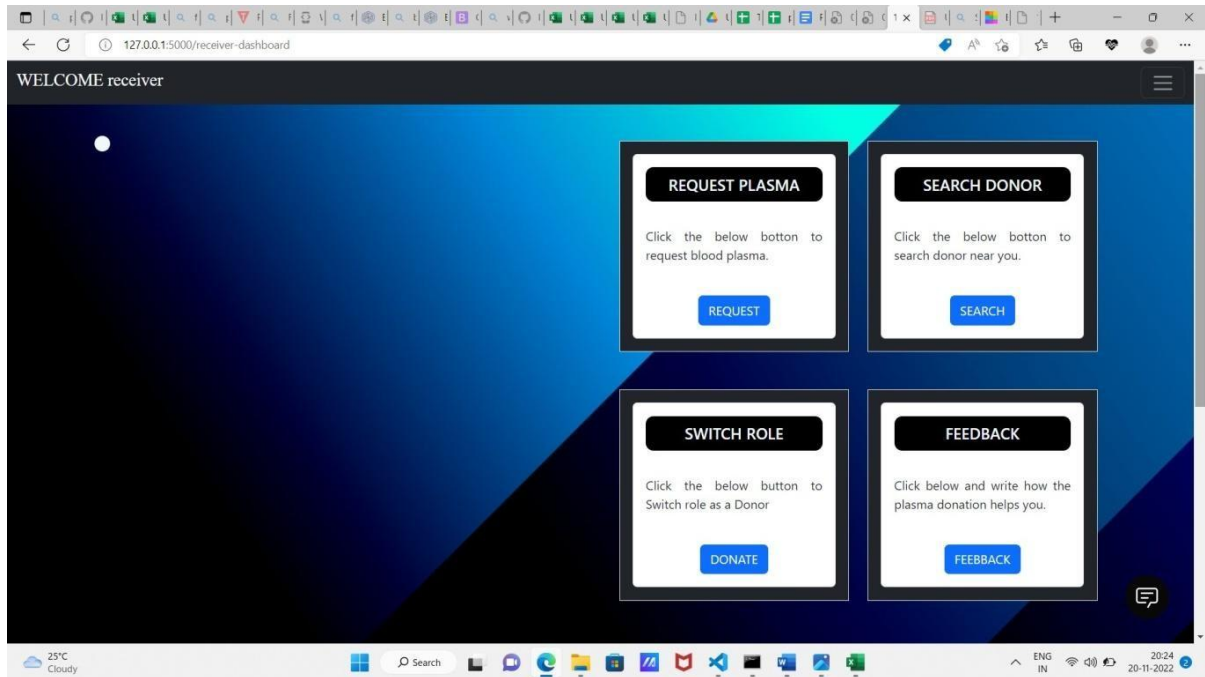 127.0.0.1:5000/receiver-dashboard
WELCOME receiver
REQUEST PLASMA
Click the below botton to
request blood plasma.
REQUEST
SEARCH DONOR
Click the below botton to
search donor near you.
SEARCH
SWITCH ROLE
Click the below button to
Switch role as a Donor
DONATE
FEEDBACK
Click below and write how the
plasma donation helps you.
FEEBBACK
25°C
Cloudy
Search
ENG
IN
20:24
20-11-2022
2